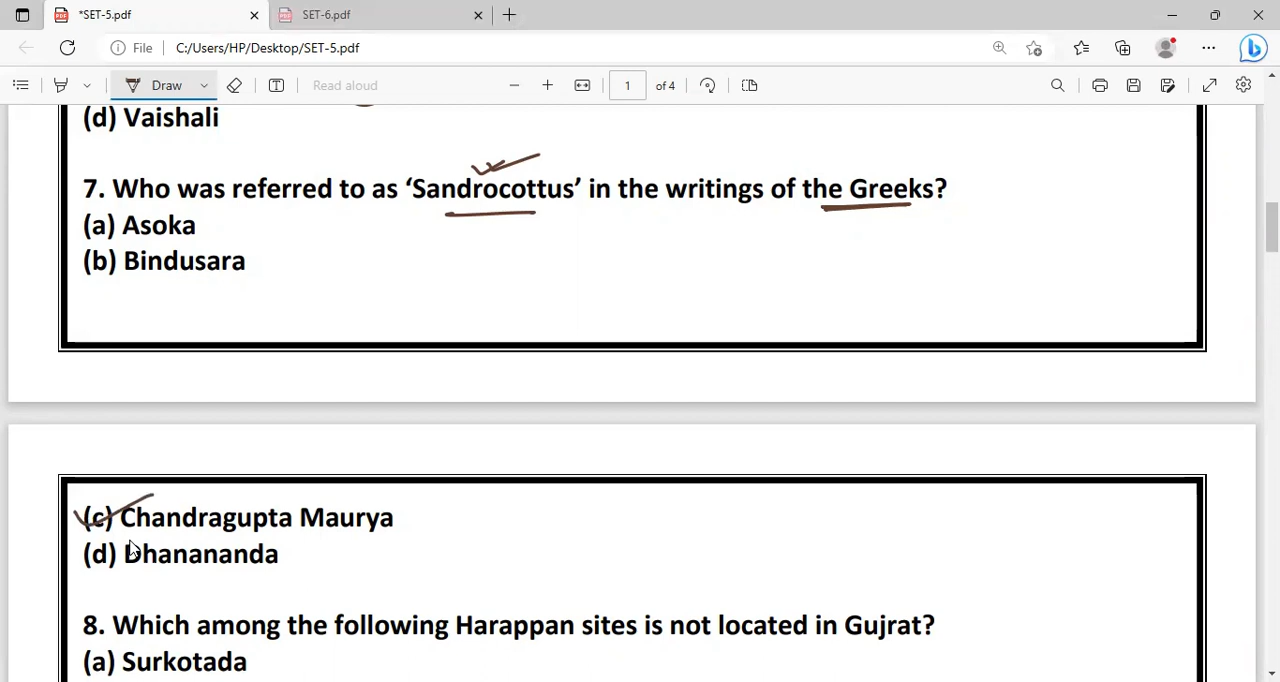 *SET-5.pdf
SET-6.pdf
File C:/Users/HP/Desktop/SET-5.pdf
Draw Read aloud 1 of 4
(d) Vaishali
7. Who was referred to as ‘Sandrocottus’ in the writings of the Greeks?
(a) Asoka
(b) Bindusara
(c) Chandragupta Maurya
(d) Dhanananda
8. Which among the following Harappan sites is not located in Gujrat?
(a) Surkotada